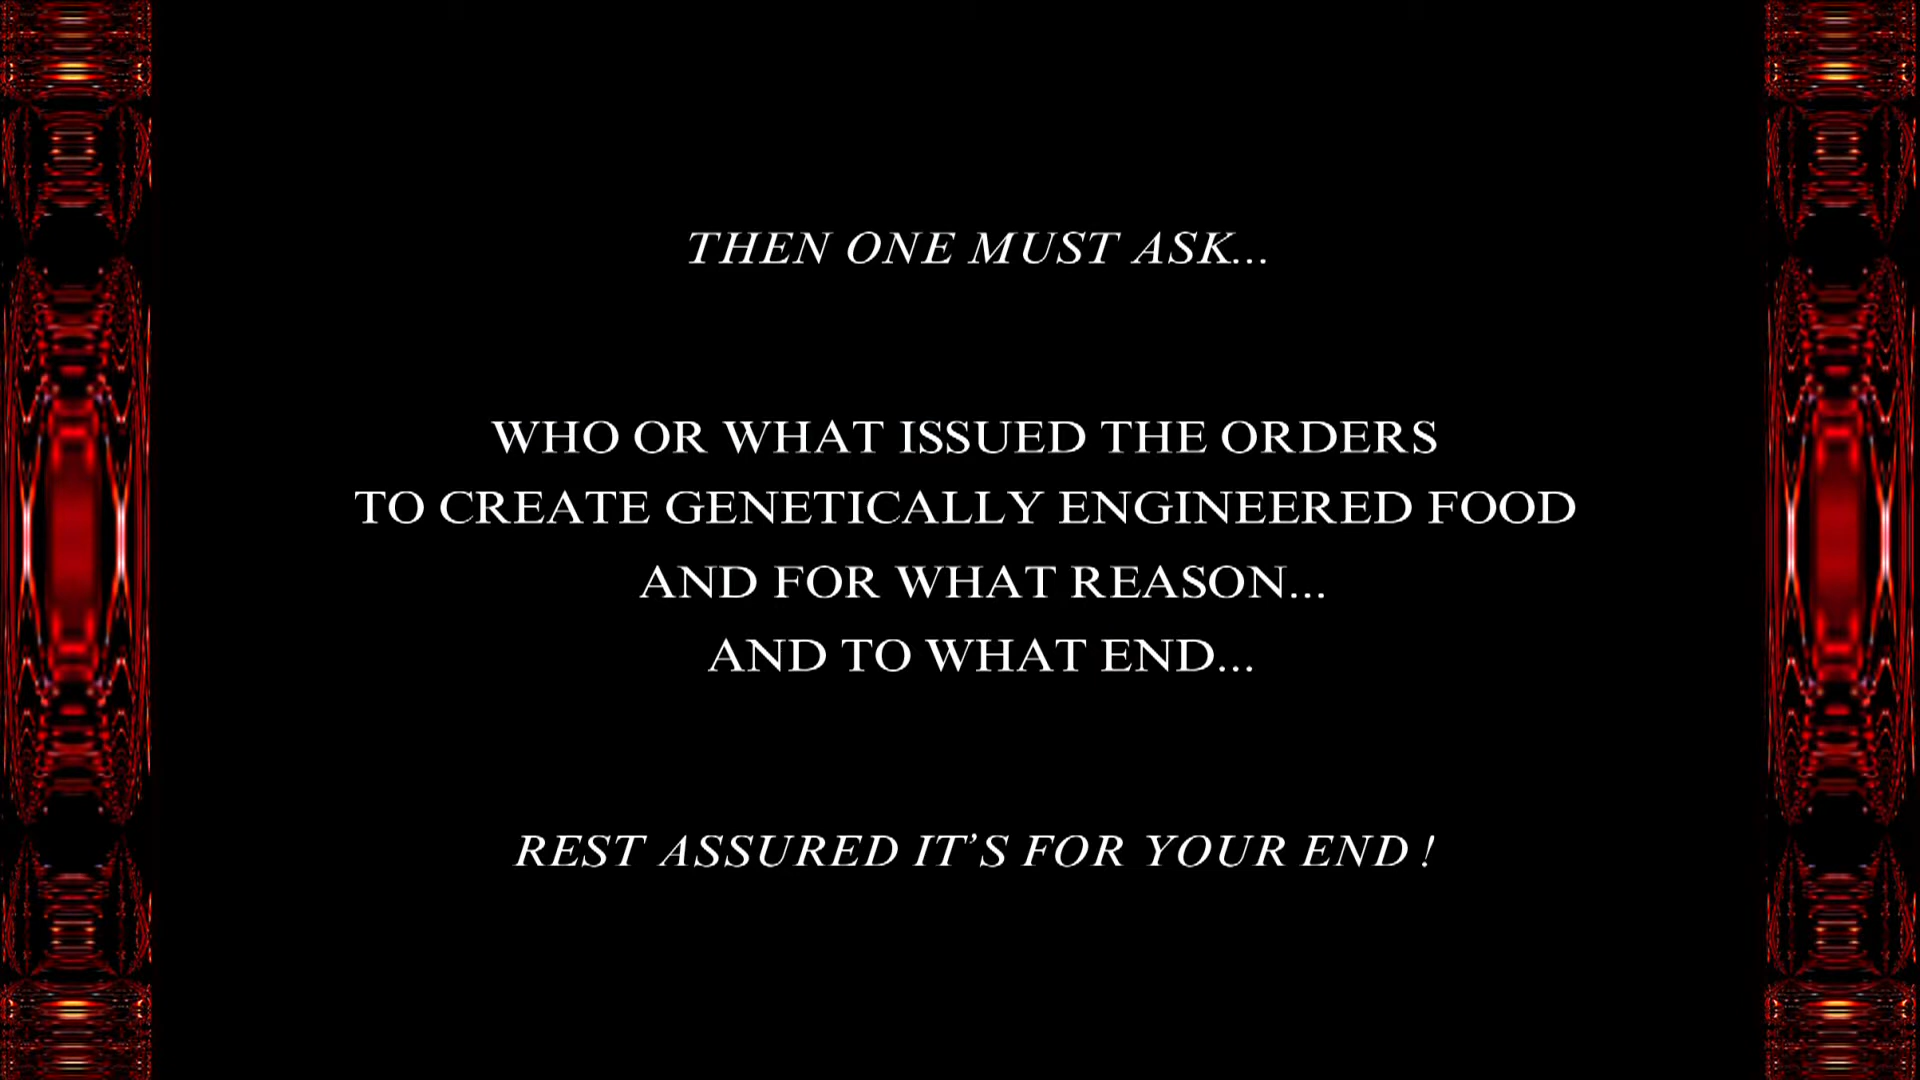 THEN ONE MUST ASK...
WHO OR WHAT ISSUED THE ORDERS
TO CREATE GENETICALLY ENGINEERED FOOD
AND FOR WHAT REASON...
AND TO WHAT END...
REST ASSURED IT’S FOR YOUR END !